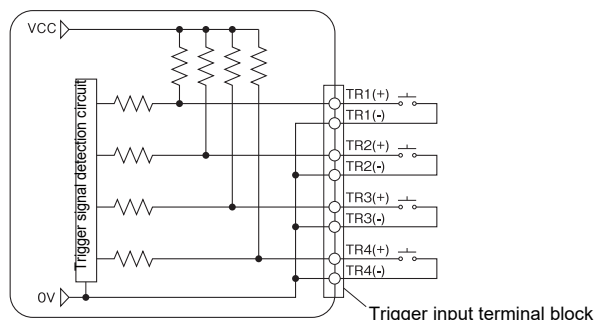 VCC
TR1(+)
TR1(-)
TR2(+)
TR2(-)
Trigger signal detection circuit
TR3(+)
TR3(-)
TR4(+)
TR4(-)
0V
Trigger input terminal block